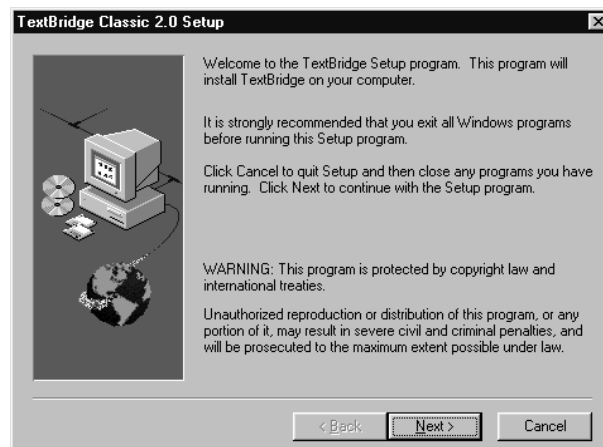 TextBridge Classic 2.0 Setup
Welcome to the TextBridge Setup program. This program will
install TextBridge on your computer.
It is strongly recommended that you exit all Windows programs
before running this Setup program.
Click Cancel to quit Setup and then close any programs you have
running. Click Next to continue with the Setup program.
WARNING: This program is protected by copyright law and
international treaties.
Unauthorized reproduction or distribution of this program, or any
portion of it, may result in severe civil and criminal penalties, and
will be prosecuted to the maximum extent possible under law.
< Back Next > Cancel